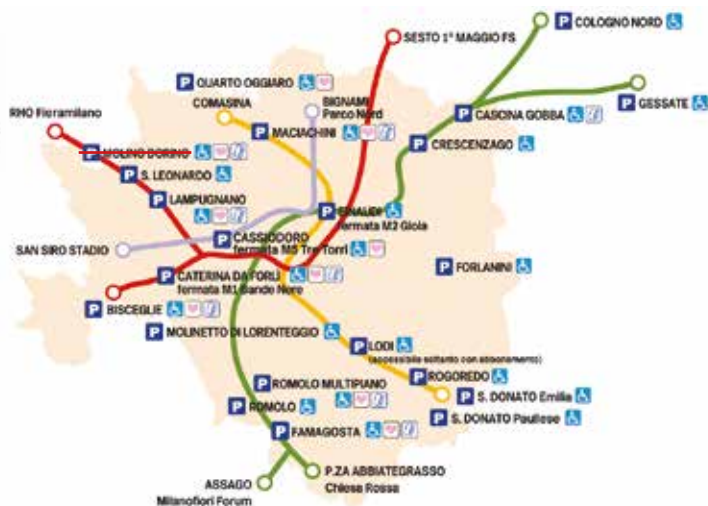 P COLOGNO NORD
SESTO 1° MAGGIO FS
P QUARTO OGGIARO
COMASINA
BIGNAMI
Parco Nord
P GESSATE
P CASCINA GOBBA
RHO Fieramilano
P MACIACHINI
P CRESCENZAGO
P MOLINO DORINO
P S. LEONARDO
P LAMPUGNANO
P EINAUDI
fermata M2 Gioia
SAN SIRO STADIO
P CASSIODORO
fermata M5 Tre Torri
P FORLANINI
P CATERINA DA FORLÌ
fermata M1 Bande Nere
P BISCEGLIE
P MOLINETTO DI LORENTEGGIO
P LODI
(accessibile soltanto con abbonamento)
P ROGOREDO
P ROMOLO MULTIPIANO
P S. DONATO Emilia
P ROMOLO
P S. DONATO Paullese
P FAMAGOSTA
P.ZA ABBIATEGRASSO
Chiesa Rossa
ASSAGO
Milanofiori Forum